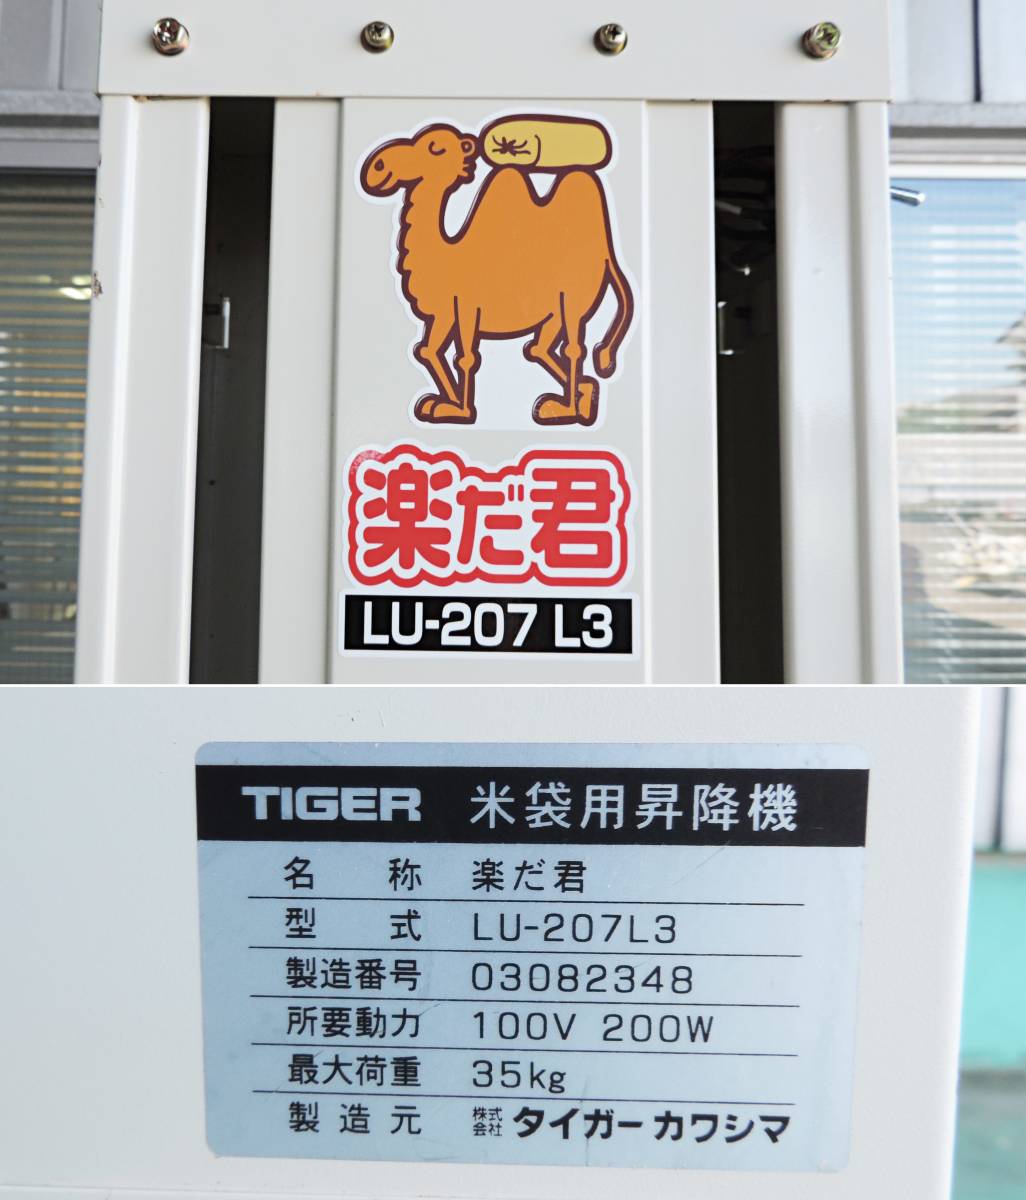 楽だ君
LU-207 L3
TIGER 米袋用昇降機
名称 楽だ君
型式 LU-207L3
製造番号 03082348
所要動力 100V 200W
最大荷重 35kg
製造元 株式会社 タイガーカワシマ